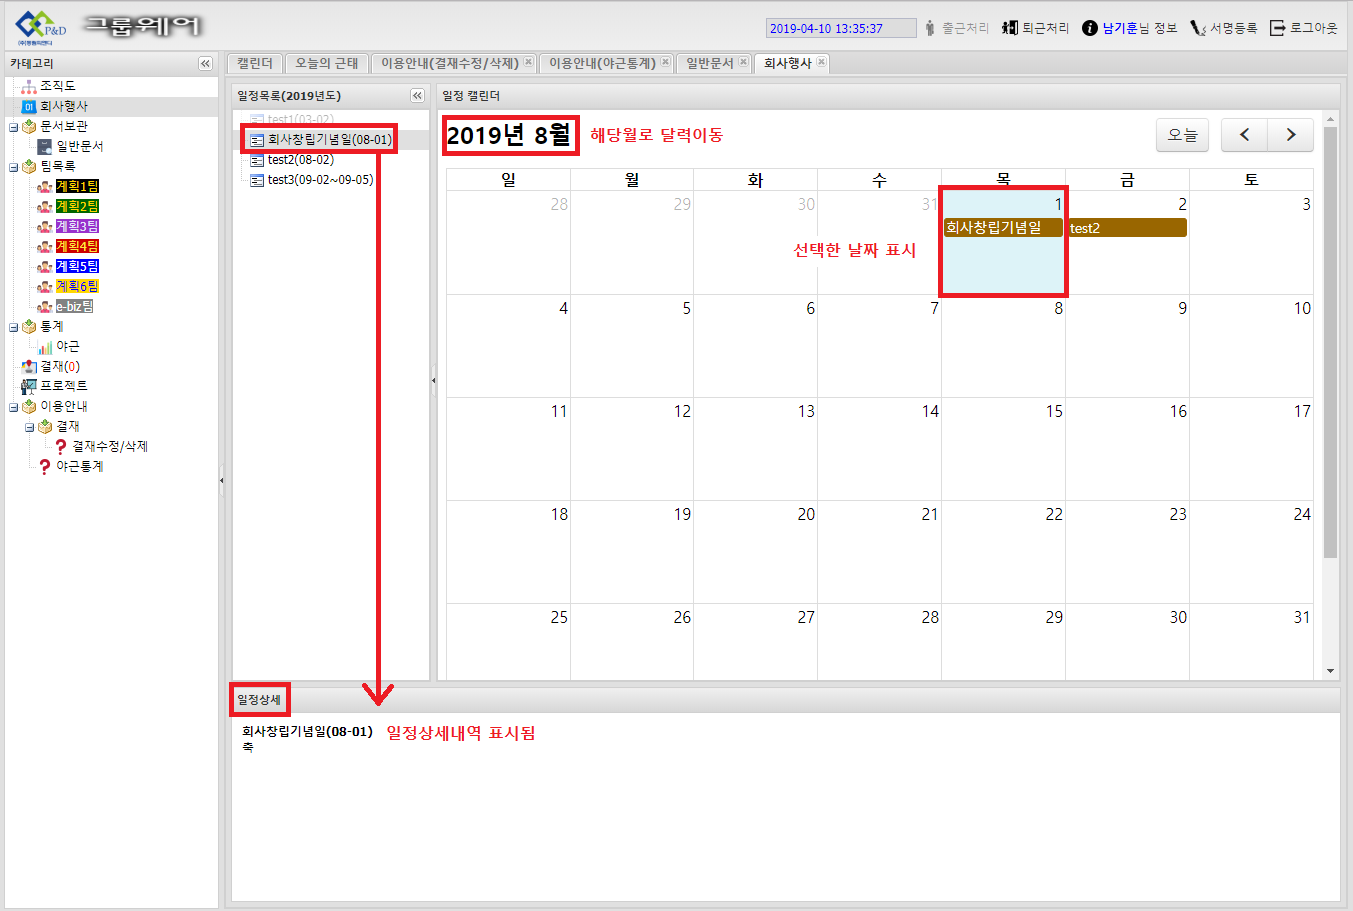 P&D
(주)평화의안디
그룹웨어
2019-04-10 13:35:37
출근처리
퇴근처리
남기훈님 정보
서명등록
로그아웃
카테고리
조직도
회사행사
문서보관
일반문서
팀목록
계획1팀
계획2팀
계획3팀
계획4팀
계획5팀
계획6팀
e-biz팀
통계
야근
결재(0)
프로젝트
이용안내
결재
결재수정/삭제
야근통계
캘린더
오늘의 근태
이용안내(결재수정/삭제)
이용안내(야근통계)
일반문서
회사행사
일정목록(2019년도)
test1(03-02)
회사창립기념일(08-01)
test2(08-02)
test3(09-02~09-05)
일정 캘린더
2019년 8월
해당월로 달력이동
오늘
일 월 화 수 목 금 토
28 29 30 31 1 2 3
회사창립기념일
test2
선택한 날짜 표시
4 5 6 7 8 9 10
11 12 13 14 15 16 17
18 19 20 21 22 23 24
25 26 27 28 29 30 31
일정상세
회사창립기념일(08-01)
일정상세내역 표시됨
축